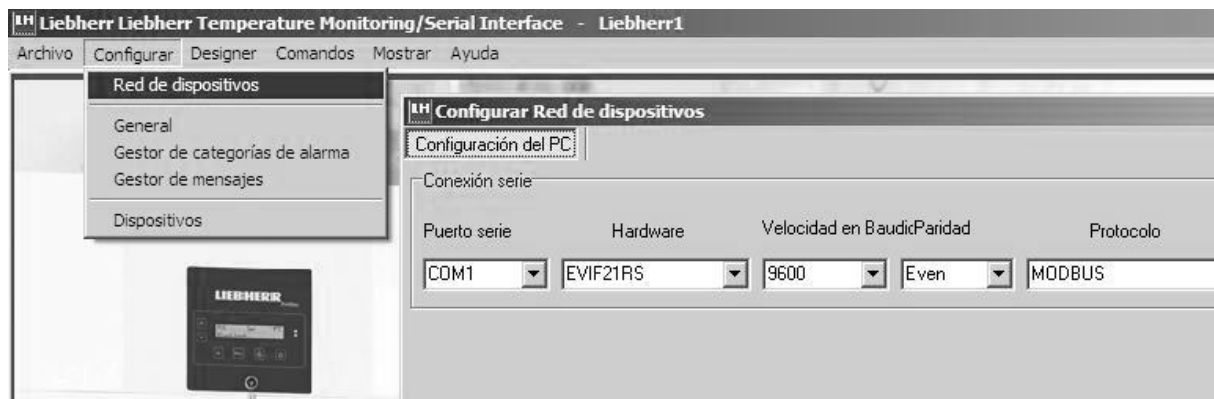 LH Liebherr Liebherr Temperature Monitoring/Serial Interface - Liebherr1
Archivo Configurar Designer Comandos Mostrar Ayuda
Red de dispositivos
General
Gestor de categorías de alarma
Gestor de mensajes
Dispositivos
LIEBHERR
LH Configurar Red de dispositivos
Configuración del PC
Conexión serie
Puerto serie Hardware Velocidad en Baudic Paridad Protocolo
COM1 EVIF21RS 9600 Even MODBUS